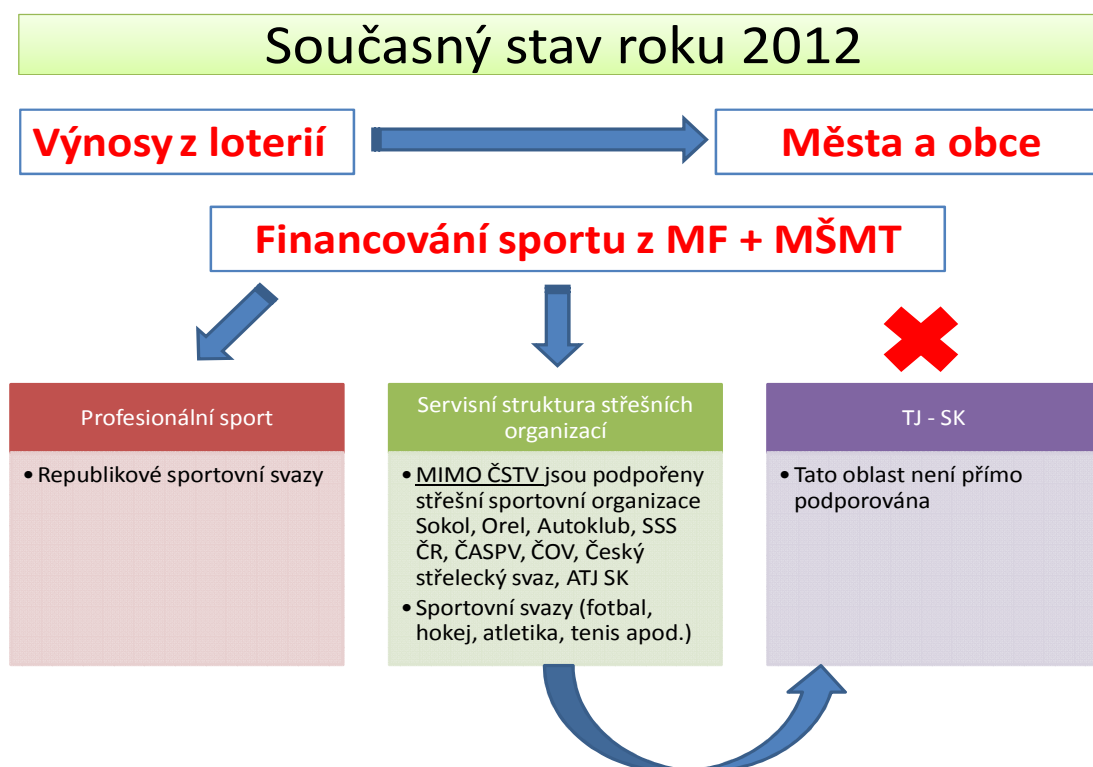 Současný stav roku 2012
Výnosy z loterií
Města a obce
Financování sportu z MF + MŠMT
Profesionální sport
• Republikové sportovní svazy
Servisní struktura střešních
organizací
• MIMO ČSTV jsou podpořeny
střešní sportovní organizace
Sokol, Orel, Autoklub, SSS
ČR, ČASPV, ČOV, Český
střelecký svaz, ATJ SK
• Sportovní svazy (fotbal,
hokej, atletika, tenis apod.)
TJ - SK
• Tato oblast není přímo
podporována